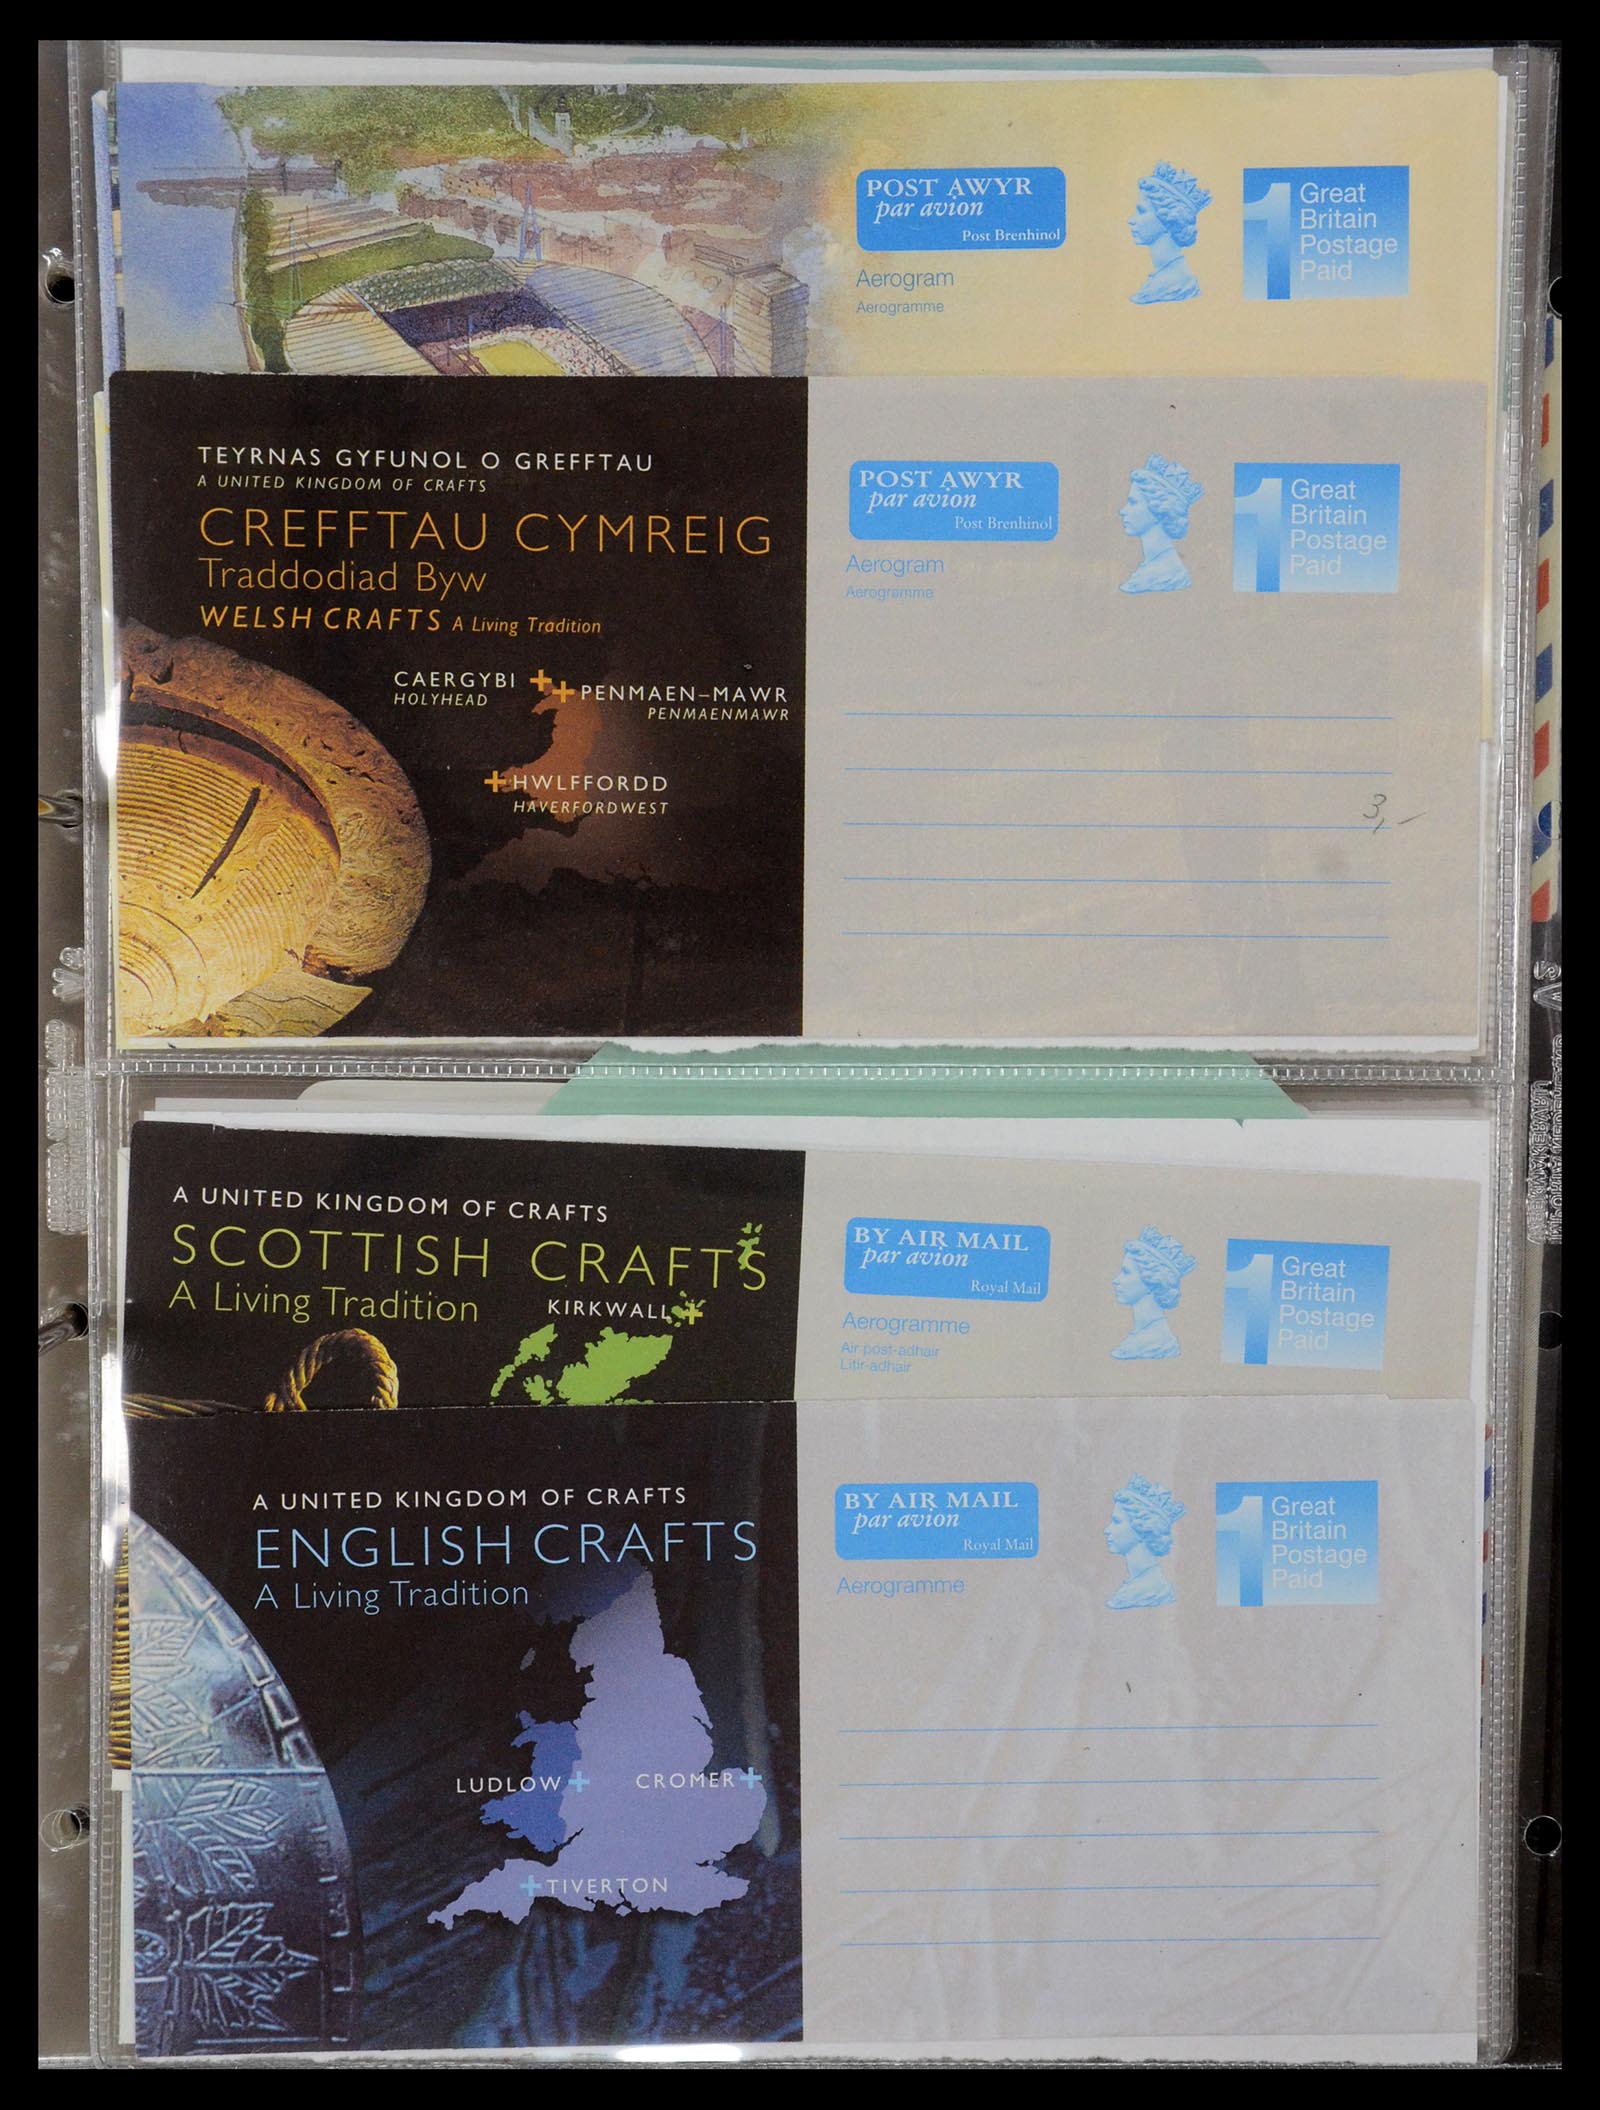 POST AWYR
par avion
Post Brenhinol
Aerogram
Aerogramme
1 Great
Britain
Postage
Paid
TEYRNAS GYFUNOL O GREFFTAU
A UNITED KINGDOM OF CRAFTS
CREFFTAU CYMREIG
Traddodiad Byw
WELSH CRAFTS A Living Tradition
CAERGYBI
HOLYHEAD
PENMAEN-MAWR
PENMAENMAWR
HWLFFORDD
HAVERFORDWEST
POST AWYR
par avion
Post Brenhinol
Aerogram
Aerogramme
1 Great
Britain
Postage
Paid
3,-
A UNITED KINGDOM OF CRAFTS
SCOTTISH CRAFTS
A Living Tradition
KIRKWALL
BY AIR MAIL
par avion
Royal Mail
Aerogramme
Air post-adhair
Litir-adhair
1 Great
Britain
Postage
Paid
A UNITED KINGDOM OF CRAFTS
ENGLISH CRAFTS
A Living Tradition
LUDLOW
CROMER
TIVERTON
BY AIR MAIL
par avion
Royal Mail
Aerogramme
1 Great
Britain
Postage
Paid